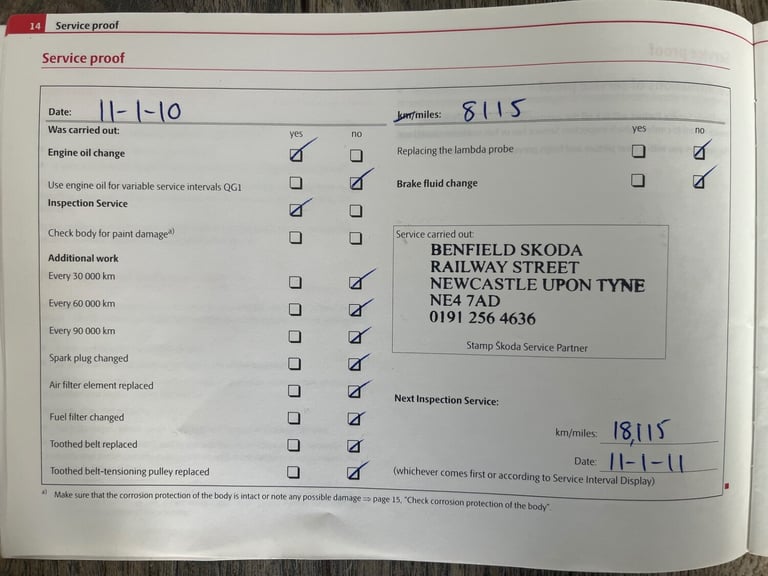 14 Service proof
Service proof
Date: 11-1-10
km/miles: 8115
Was carried out: yes no
Engine oil change
Use engine oil for variable service intervals QG1
Inspection Service
Check body for paint damage a)
Additional work
Every 30 000 km
Every 60 000 km
Every 90 000 km
Spark plug changed
Air filter element replaced
Fuel filter changed
Toothed belt replaced
Toothed belt-tensioning pulley replaced
yes no
Replacing the lambda probe
Brake fluid change
Service carried out:
BENFIELD SKODA
RAILWAY STREET
NEWCASTLE UPON TYNE
NE4 7AD
0191 256 4636
Stamp Škoda Service Partner
Next Inspection Service:
km/miles: 18,115
Date: 11-1-11
(whichever comes first or according to Service Interval Display)
a) Make sure that the corrosion protection of the body is intact or note any possible damage ⇒ page 15, "Check corrosion protection of the body".